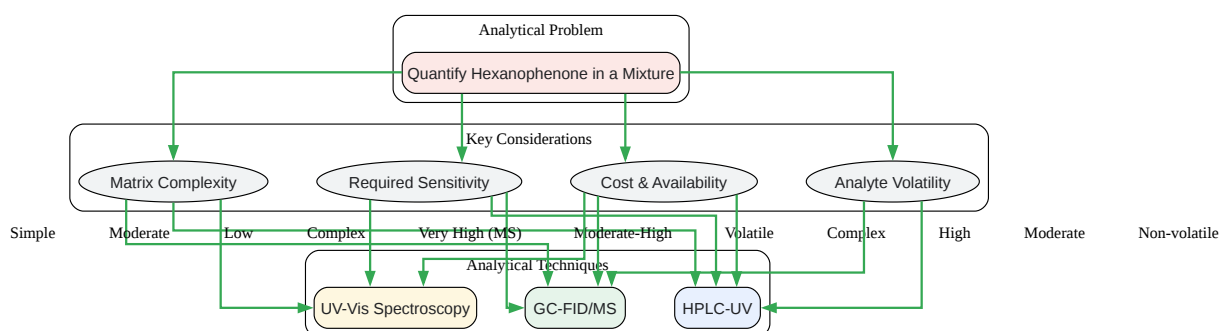 Analytical Problem
Quantify Hexanophenone in a Mixture
Key Considerations
Matrix Complexity
Required Sensitivity
Cost & Availability
Analyte Volatility
Simple
Moderate
Low
Complex
Very High (MS)
Moderate-High
Volatile
Complex
High
Moderate
Non-volatile
Analytical Techniques
UV-Vis Spectroscopy
GC-FID/MS
HPLC-UV